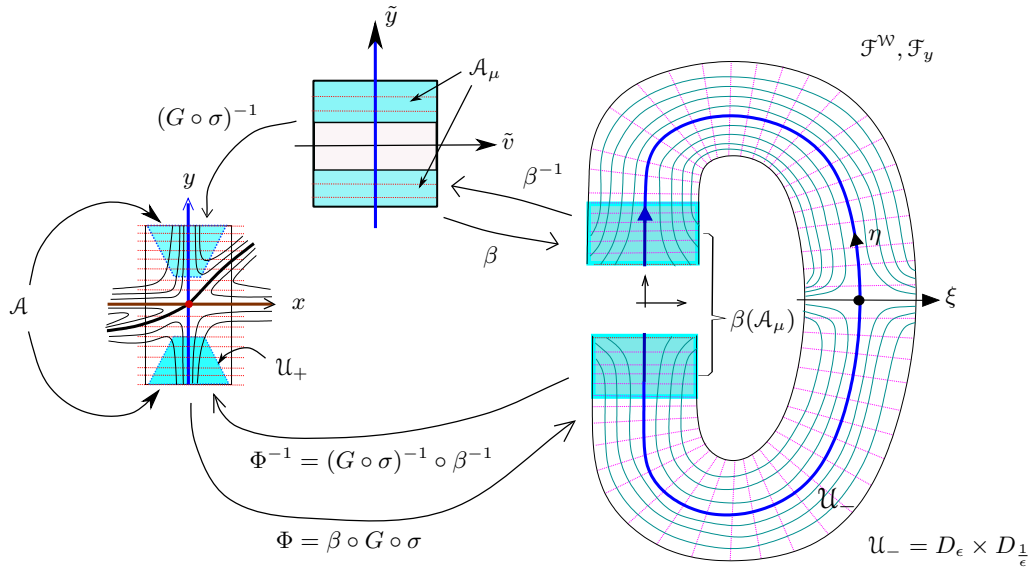 ỹ
ℱ^𝒲, ℱ_y
𝒜_μ
(G ∘ σ)^{-1}
ṽ
β^{-1}
y
β
η
𝒜
x
ξ
β(𝒜_μ)
𝒰_+
Φ^{-1} = (G ∘ σ)^{-1} ∘ β^{-1}
𝒰_−
Φ = β ∘ G ∘ σ
𝒰_− = D_ϵ × D_{1/ϵ}